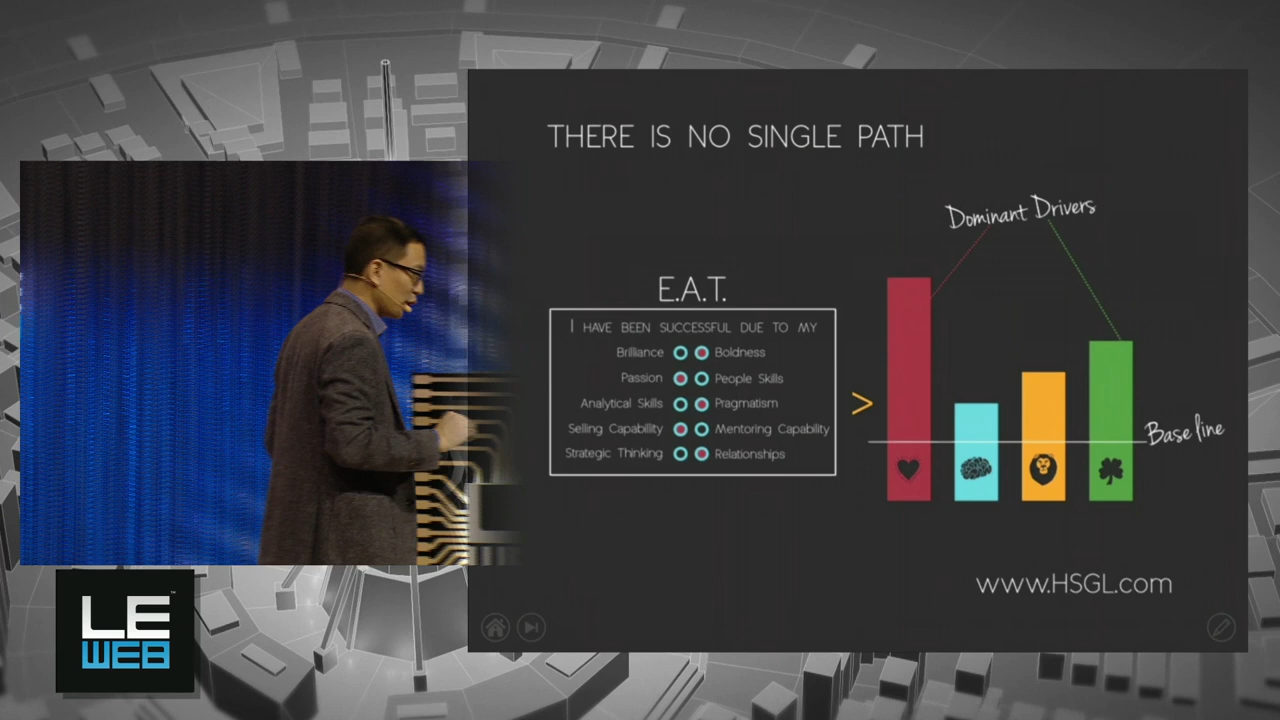 THERE IS NO SINGLE PATH
Dominant Drivers
E.A.T.
I HAVE BEEN SUCCESSFUL DUE TO MY
Brilliance Boldness
Passion People Skills
Analytical Skills Pragmatism
Selling Capability Mentoring Capability
Strategic Thinking Relationships
>
Base line
www.HSGL.com
LE
WEB
™